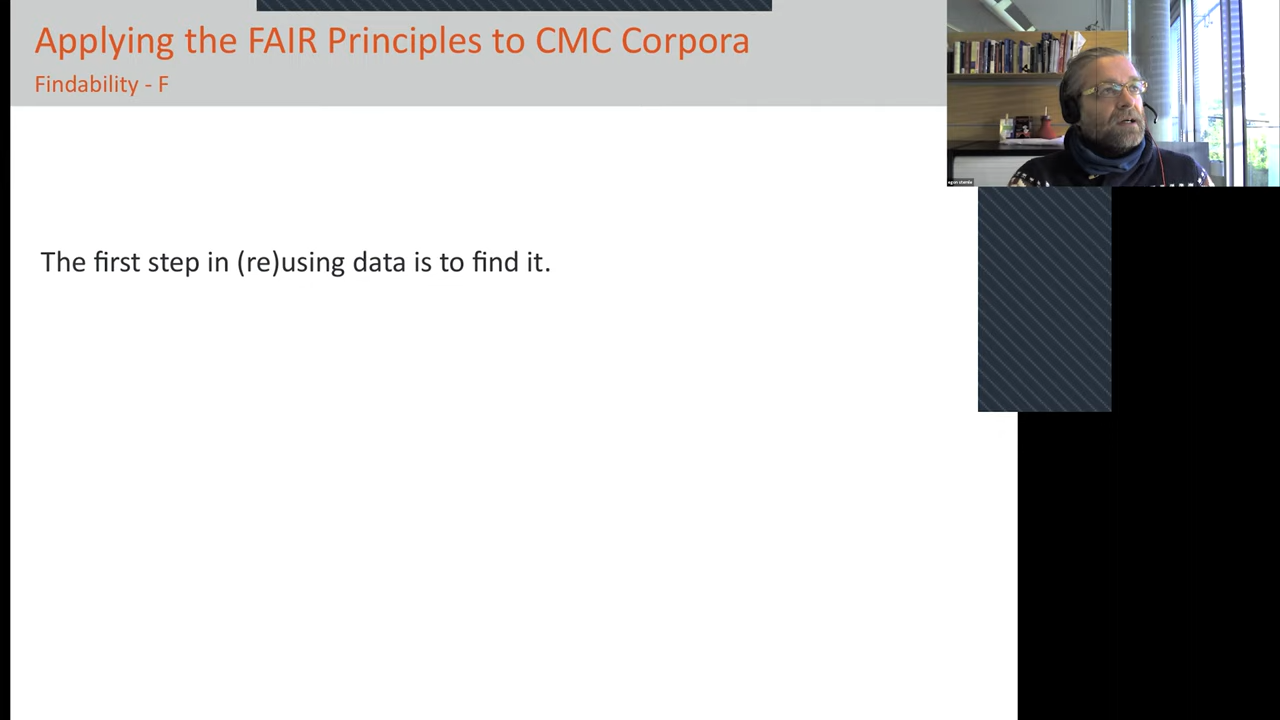 Applying the FAIR Principles to CMC Corpora
Findability - F
The first step in (re)using data is to find it.